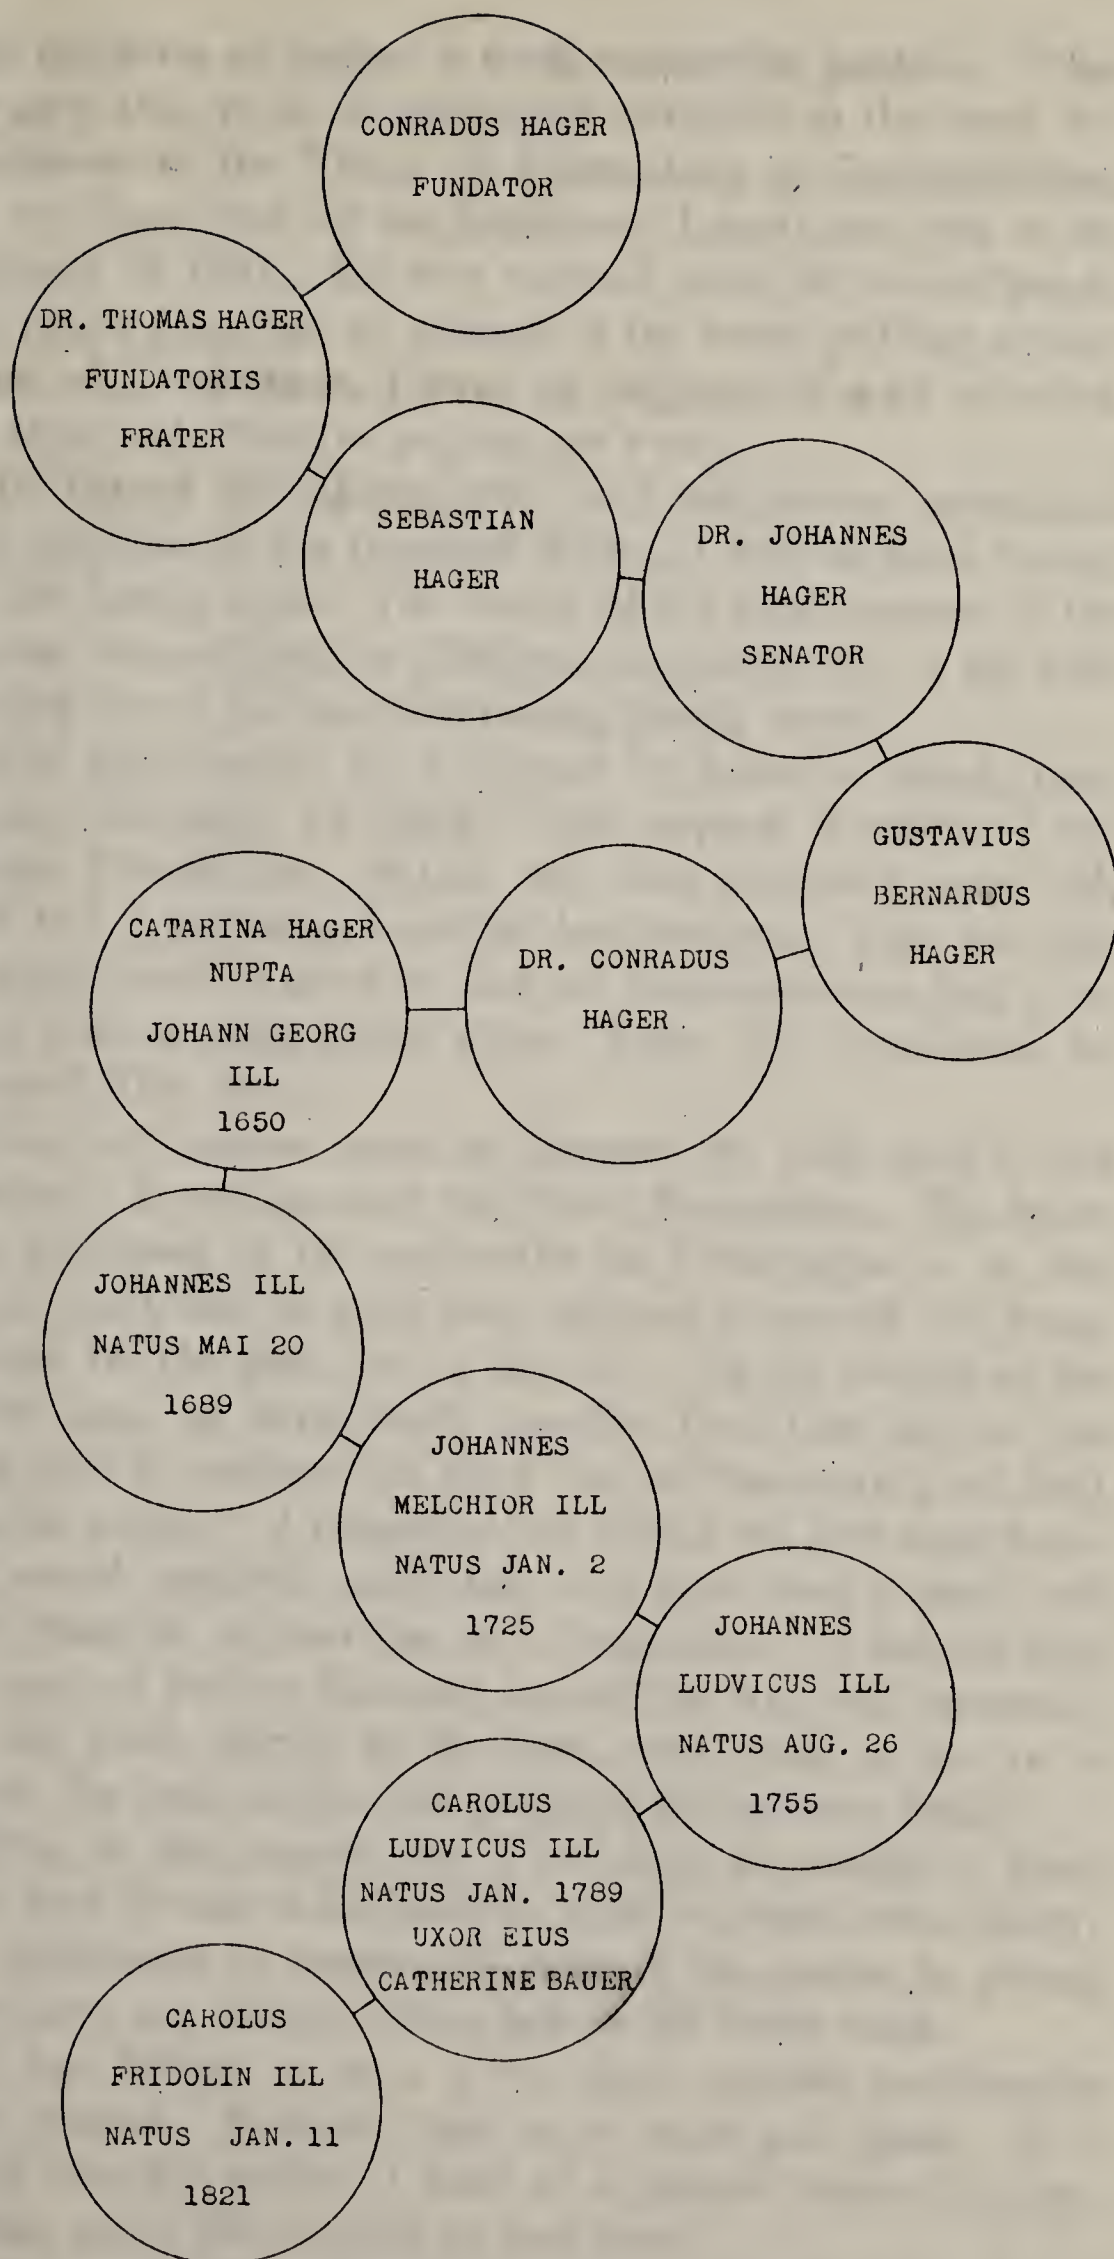 CONRADUS HAGER
FUNDATOR
DR. THOMAS HAGER
FUNDATORIS
FRATER
SEBASTIAN
HAGER
DR. JOHANNES
HAGER
SENATOR
GUSTAVIUS
BERNARDUS
HAGER
DR. CONRADUS
HAGER
CATARINA HAGER
NUPTA
JOHANN GEORG
ILL
1650
JOHANNES ILL
NATUS MAI 20
1689
JOHANNES
MELCHIOR ILL
NATUS JAN. 2
1725
JOHANNES
LUDVICUS ILL
NATUS AUG. 26
1755
CAROLUS
LUDVICUS ILL
NATUS JAN. 1789
UXOR EIUS
CATHERINE BAUER
CAROLUS
FRIDOLIN ILL
NATUS JAN. 11
1821